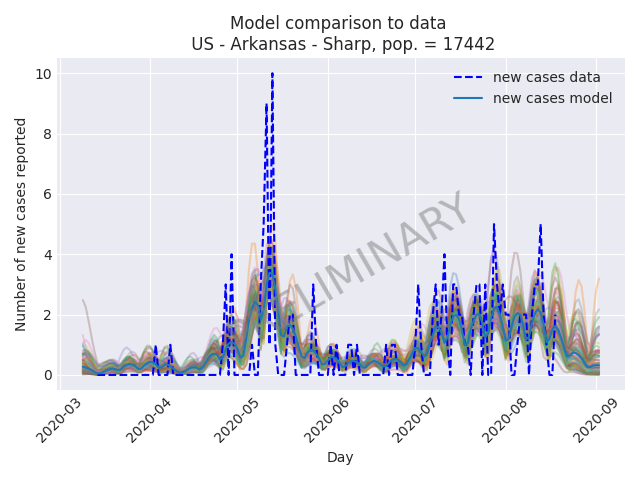 Model comparison to data
US - Arkansas - Sharp, pop. = 17442
new cases data
new cases model
Number of new cases reported
10
8
6
4
2
0
ELIMINARY
2020-03
2020-04
2020-05
2020-06
2020-07
2020-08
2020-09
Day